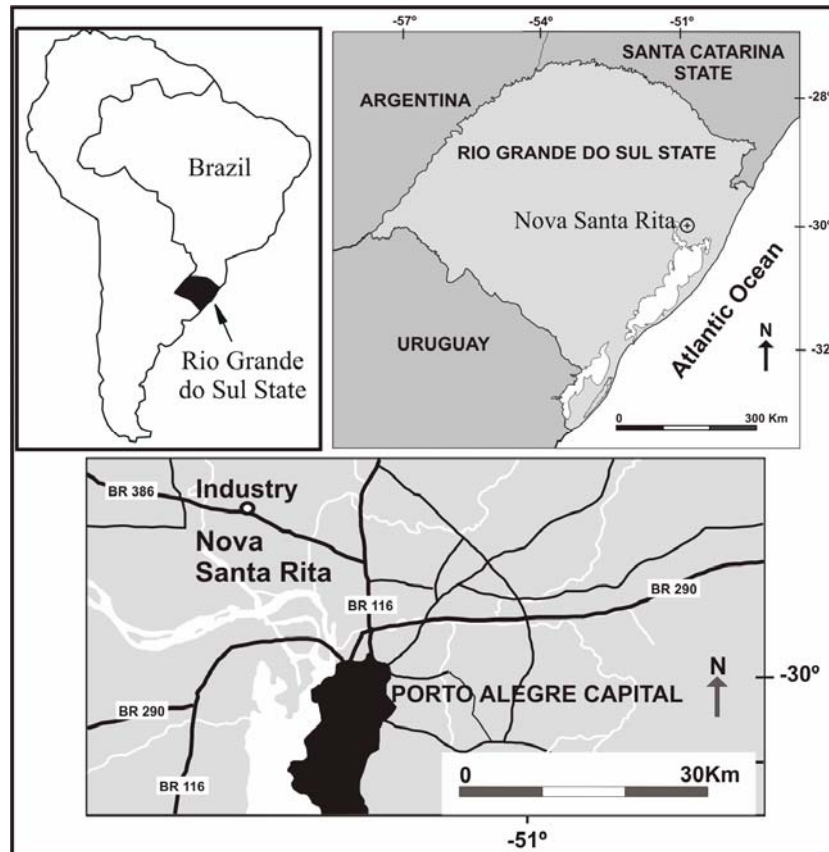 Brazil
Rio Grande
do Sul State
-57º
-54º
-51º
SANTA CATARINA
STATE
-28º
ARGENTINA
RIO GRANDE DO SUL STATE
Nova Santa Rita
-30º
Atlantic Ocean
URUGUAY
N
-32º
0
300 Km
BR 386
Industry
Nova
Santa Rita
BR 116
BR 290
N
-30º
PORTO ALEGRE CAPITAL
BR 290
BR 116
0
30Km
-51º